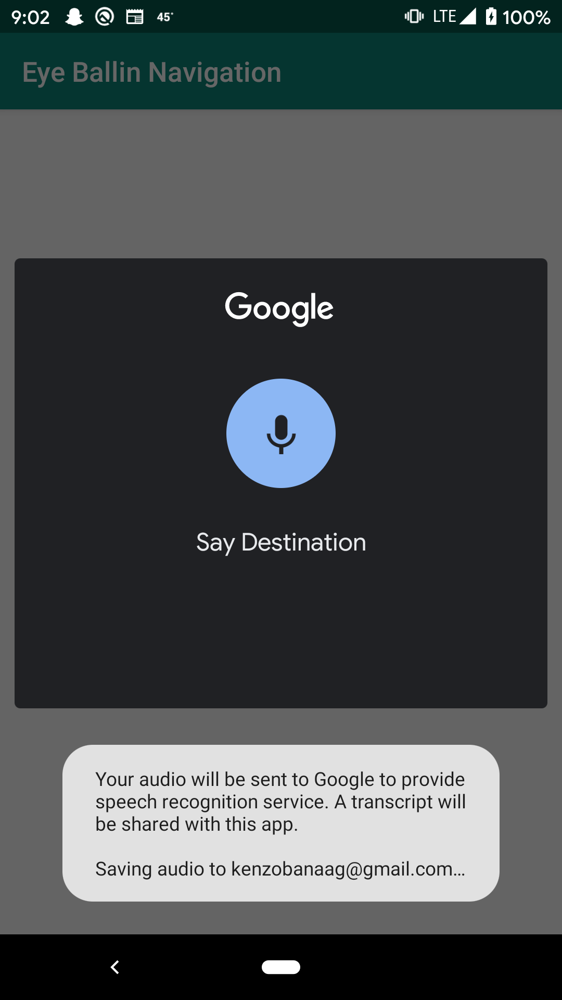 9:02 45° LTE 100%
Eye Ballin Navigation
Google
Say Destination
Your audio will be sent to Google to provide
speech recognition service. A transcript will
be shared with this app.
Saving audio to kenzobanaag@gmail.com...